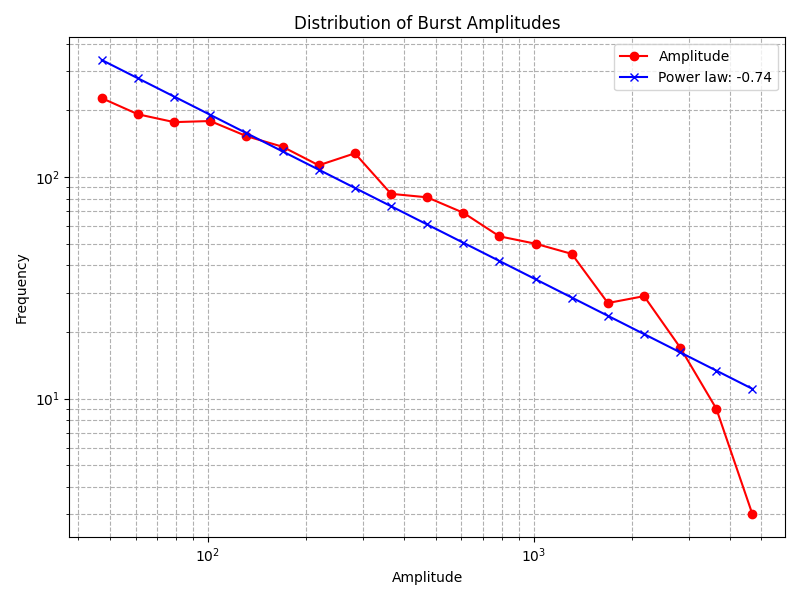 Distribution of Burst Amplitudes
Amplitude
Power law: -0.74
Frequency
10²
10¹
10²
10³
Amplitude